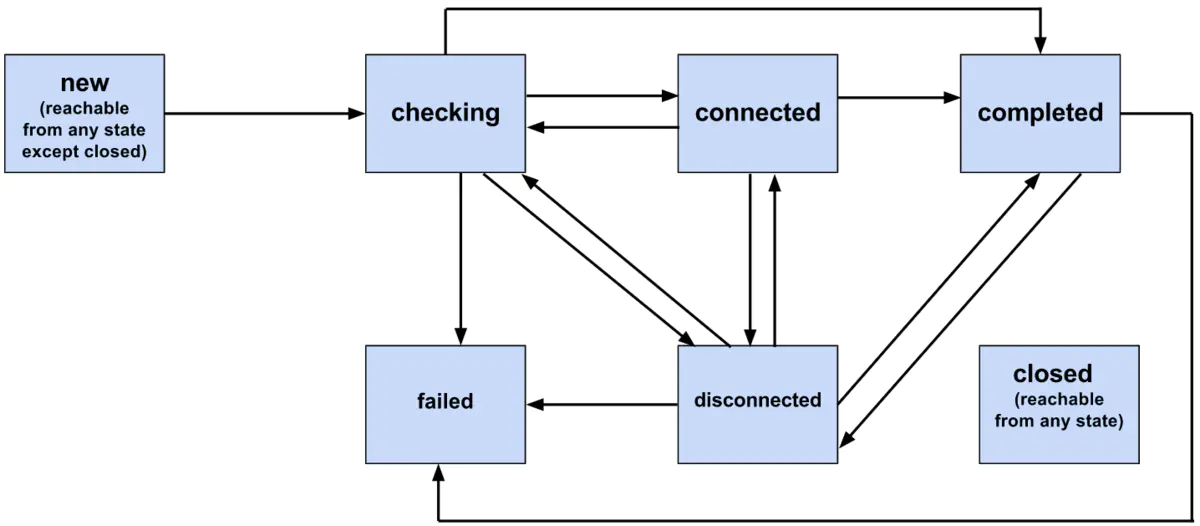 new
(reachable
from any state
except closed)
checking
connected
completed
failed
disconnected
closed
(reachable
from any state)